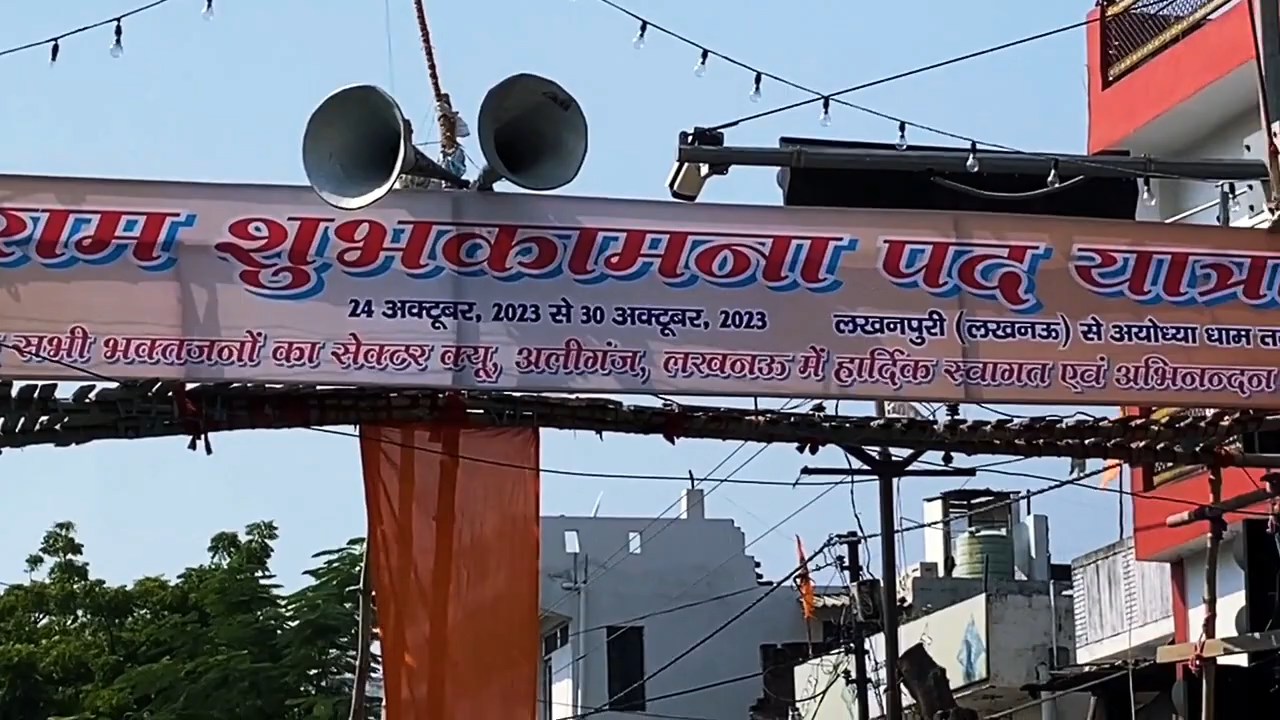 राम शुभकामना पद यात्रा
24 अक्टूबर, 2023 से 30 अक्टूबर, 2023 लखनपुरी (लखनऊ) से अयोध्या धाम
सभी भक्तजनों का सेक्टर क्यू, अलीगंज, लखनऊ में हार्दिक स्वागत एवं अभिनन्दन